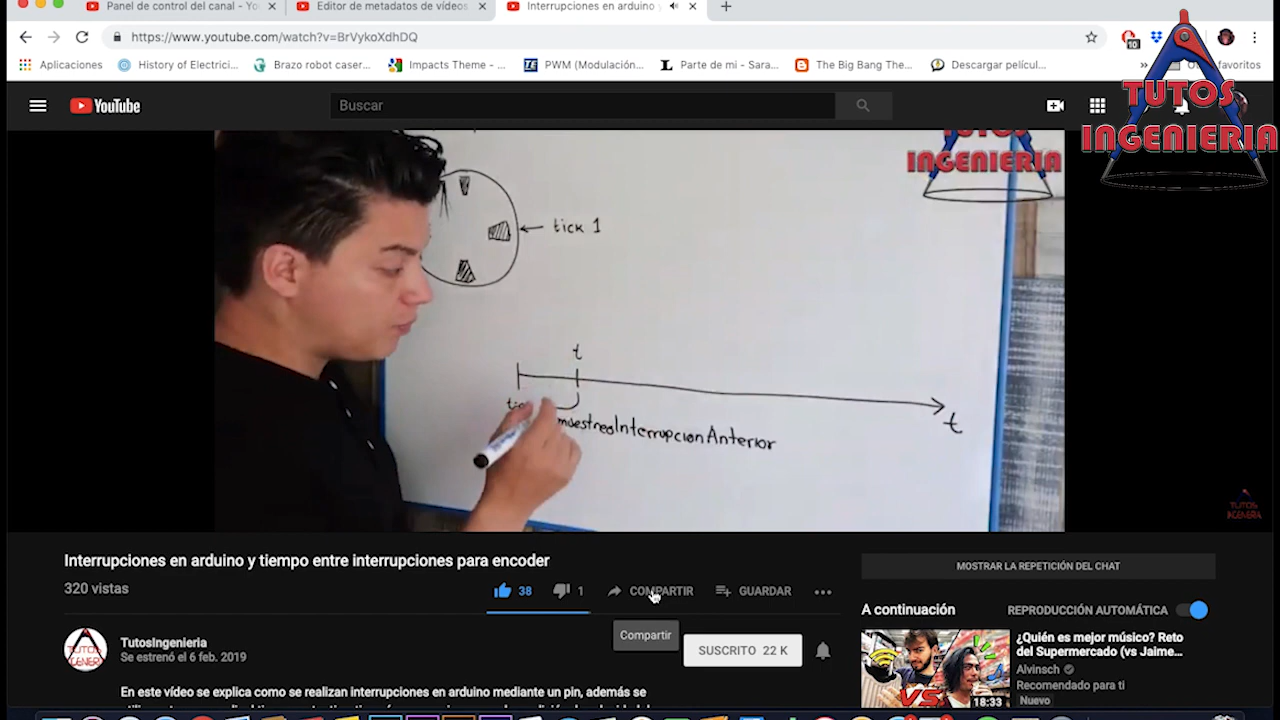 Panel de control del canal - Yo
Editor de metadatos de vídeos
Interrupciones en arduino y
https://www.youtube.com/watch?v=BrVykoXdhDQ
10
Aplicaciones
History of Electrici...
Brazo robot caser...
Impacts Theme - ...
PWM (Modulación...
Parte de mi - Sara...
The Big Bang The...
Descargar películ...
»
favoritos
TUTOS
INGENIERIA
YouTube
Buscar
INGENIERIA
tick 1
t
muestreoInterrupcionAnterior
t
TUTOS
Interrupciones en arduino y tiempo entre interrupciones para encoder
320 vistas
38
1
COMPARTIR
GUARDAR
Compartir
TutosIngenieria
Se estrenó el 6 feb. 2019
SUSCRITO 22 K
En este vídeo se explica como se realizan interrupciones en arduino mediante un pin, además se
MOSTRAR LA REPETICIÓN DEL CHAT
A continuación
REPRODUCCIÓN AUTOMÁTICA
¿Quién es mejor músico? Reto
del Supermercado (vs Jaime...
Alvinsch
Recomendado para ti
Nuevo
VS
18:33